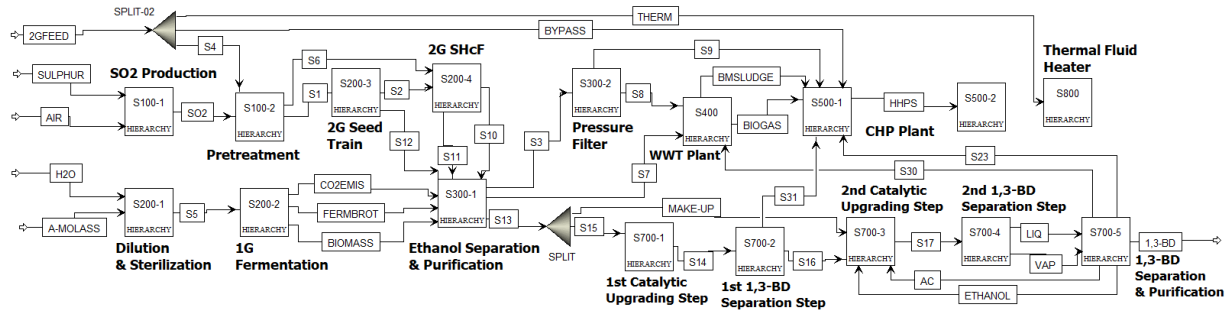 SPLIT-02
THERM
2GFEED
BYPASS
S4
S9
2G SHcF
Thermal Fluid
Heater
SULPHUR
SO2 Production
S6
S200-4
HIERARCHY
S300-2
HIERARCHY
BMSLUDGE
S100-1
HIERARCHY
S1
S200-3
HIERARCHY
S2
S8
S400
HIERARCHY
S500-1
HIERARCHY
HHPS
S500-2
HIERARCHY
S800
HIERARCHY
AIR
SO2
S100-2
HIERARCHY
BIOGAS
CHP Plant
Pretreatment
2G Seed
Train
S12
S11
S10
S3
Pressure
Filter
WWT Plant
S23
S30
H2O
CO2EMIS
S7
S31
2nd Catalytic
Upgrading Step
2nd 1,3-BD
Separation Step
S200-1
HIERARCHY
S5
S200-2
HIERARCHY
FERMBROT
S300-1
HIERARCHY
S13
MAKE-UP
A-MOLASS
BIOMASS
S15
SPLIT
S700-1
HIERARCHY
S14
S700-2
HIERARCHY
S16
S700-3
HIERARCHY
S17
S700-4
HIERARCHY
LIQ
VAP
S700-5
HIERARCHY
1,3-BD
Dilution
& Sterilization
1G
Fermentation
Ethanol Separation
& Purification
1st Catalytic
Upgrading Step
1st 1,3-BD
Separation Step
AC
ETHANOL
1,3-BD
Separation
& Purification